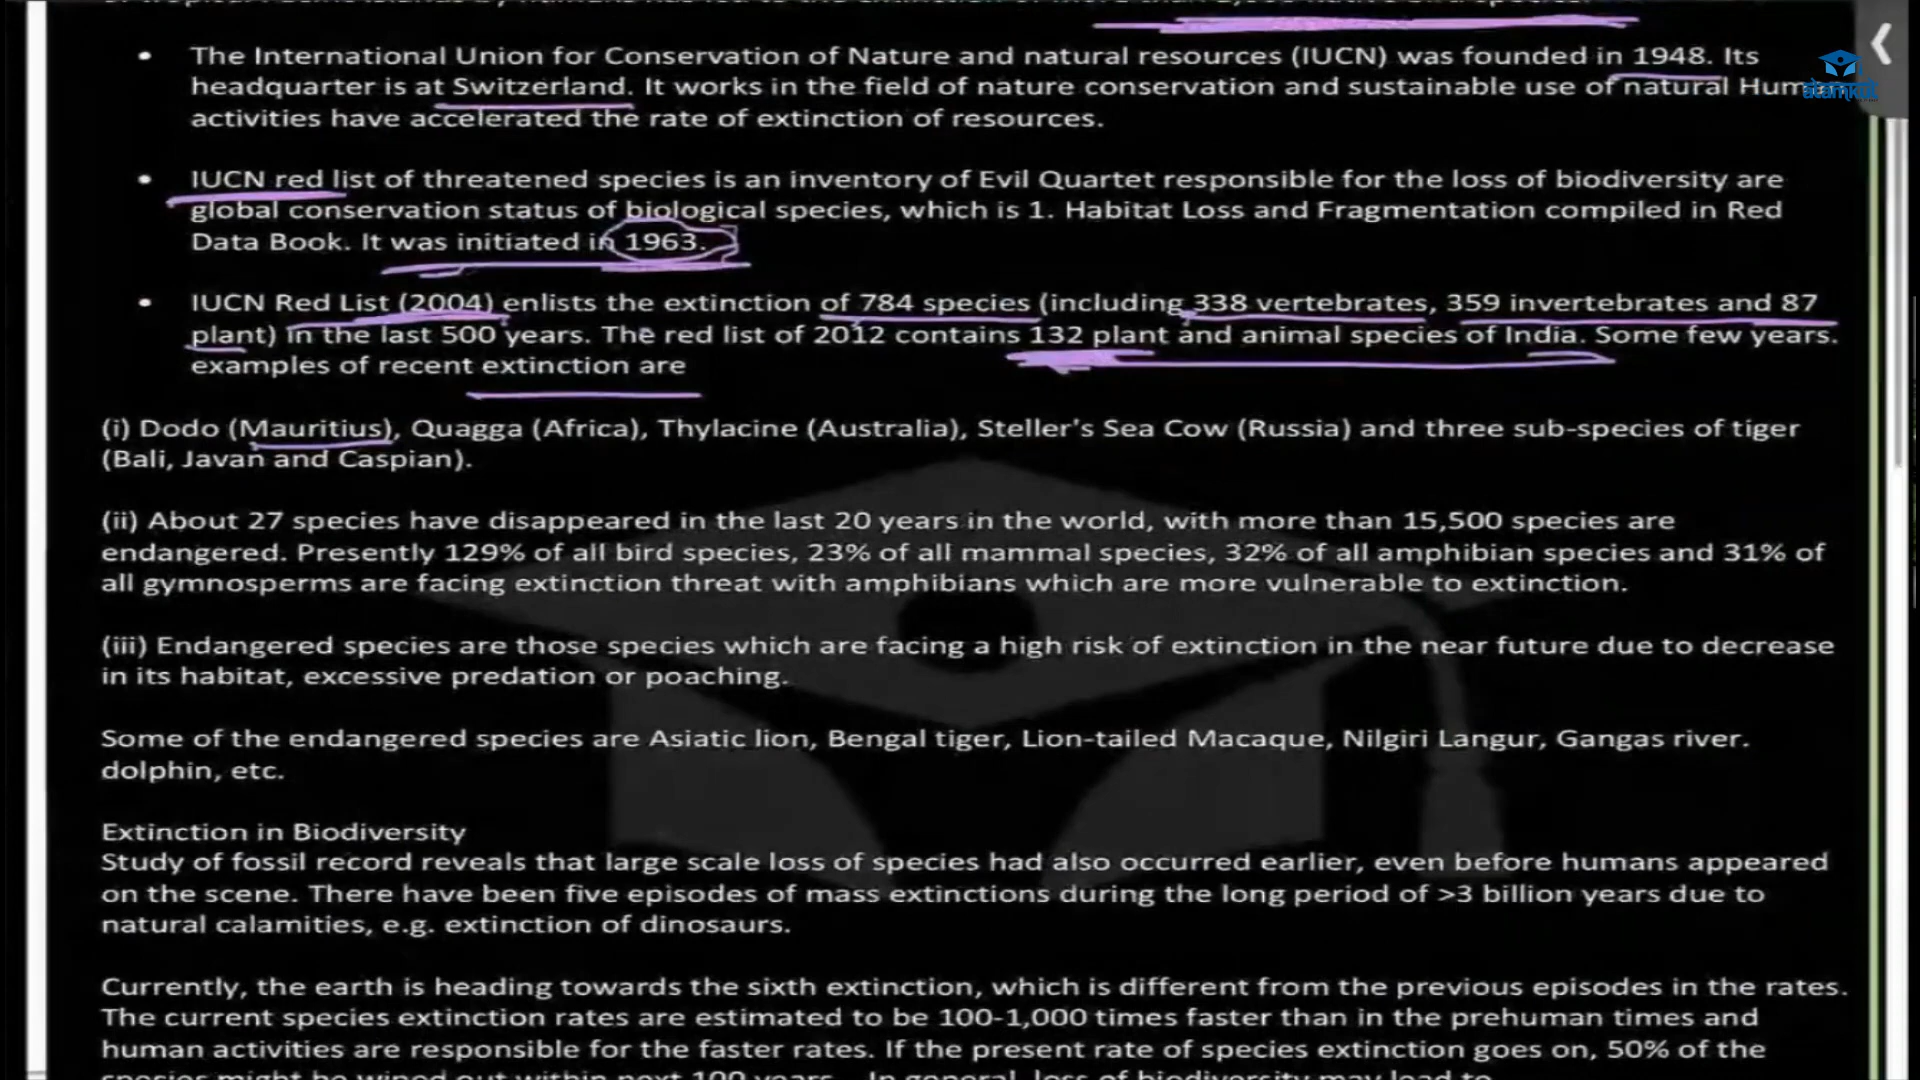 • The International Union for Conservation of Nature and natural resources (IUCN) was founded in 1948. Its
headquarter is at Switzerland. It works in the field of nature conservation and sustainable use of natural Human
activities have accelerated the rate of extinction of resources.
• IUCN red list of threatened species is an inventory of Evil Quartet responsible for the loss of biodiversity are
global conservation status of biological species, which is 1. Habitat Loss and Fragmentation compiled in Red
Data Book. It was initiated in 1963.
• IUCN Red List (2004) enlists the extinction of 784 species (including 338 vertebrates, 359 invertebrates and 87
plant) in the last 500 years. The red list of 2012 contains 132 plant and animal species of India. Some few years.
examples of recent extinction are
(i) Dodo (Mauritius), Quagga (Africa), Thylacine (Australia), Steller's Sea Cow (Russia) and three sub-species of tiger
(Bali, Javan and Caspian).
(ii) About 27 species have disappeared in the last 20 years in the world, with more than 15,500 species are
endangered. Presently 129% of all bird species, 23% of all mammal species, 32% of all amphibian species and 31% of
all gymnosperms are facing extinction threat with amphibians which are more vulnerable to extinction.
(iii) Endangered species are those species which are facing a high risk of extinction in the near future due to decrease
in its habitat, excessive predation or poaching.
Some of the endangered species are Asiatic lion, Bengal tiger, Lion-tailed Macaque, Nilgiri Langur, Gangas river.
dolphin, etc.
Extinction in Biodiversity
Study of fossil record reveals that large scale loss of species had also occurred earlier, even before humans appeared
on the scene. There have been five episodes of mass extinctions during the long period of >3 billion years due to
natural calamities, e.g. extinction of dinosaurs.
Currently, the earth is heading towards the sixth extinction, which is different from the previous episodes in the rates.
The current species extinction rates are estimated to be 100-1,000 times faster than in the prehuman times and
human activities are responsible for the faster rates. If the present rate of species extinction goes on, 50% of the
species might be wiped out within next 100 years. In general, loss of biodiversity may lead to